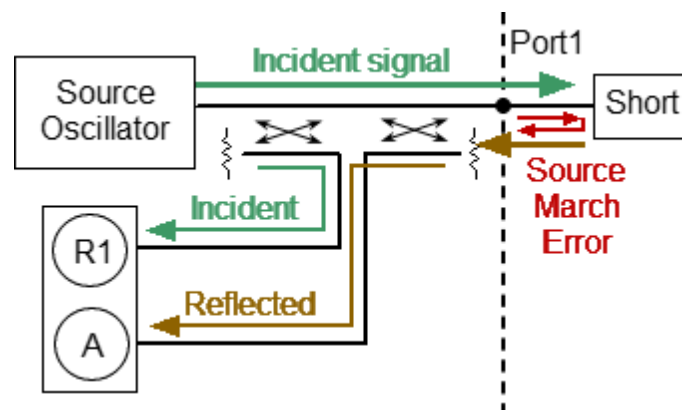 Port1
Incident signal
Source
Oscillator
Short
Source
March
Error
Incident
R1
Reflected
A